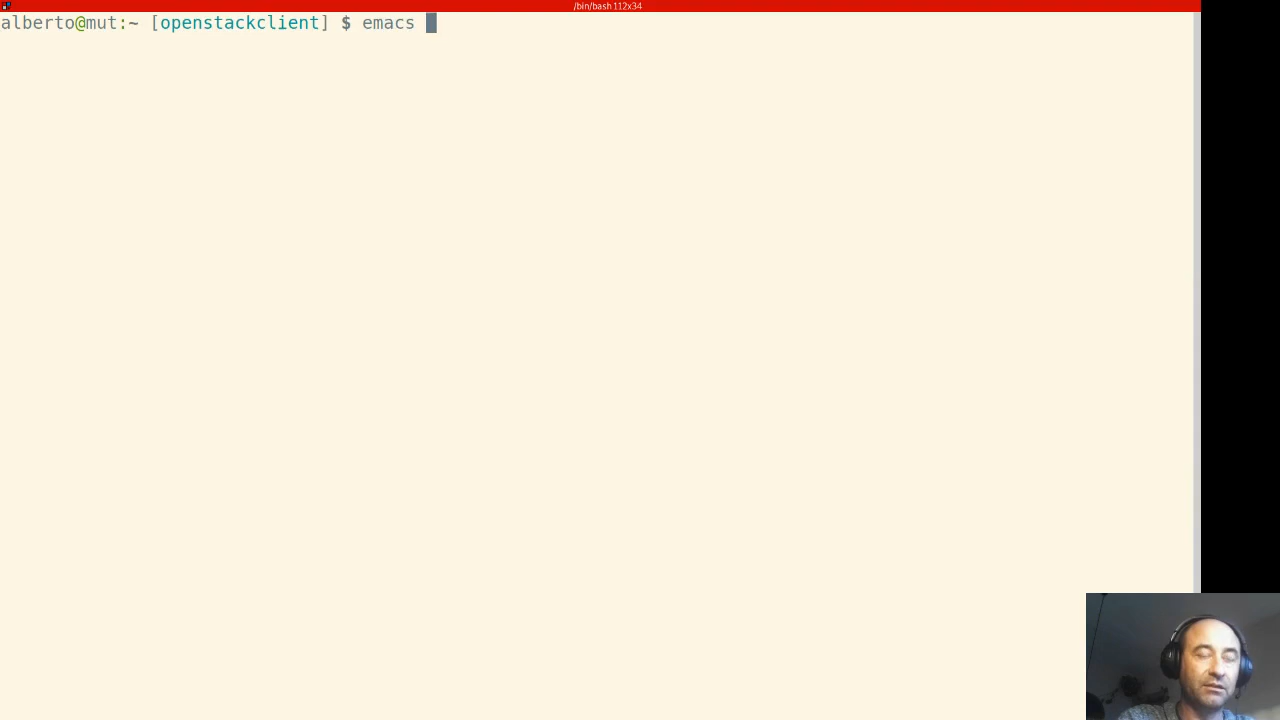 /bin/bash 112x34
alberto@mut:~ [openstackclient] $ emacs